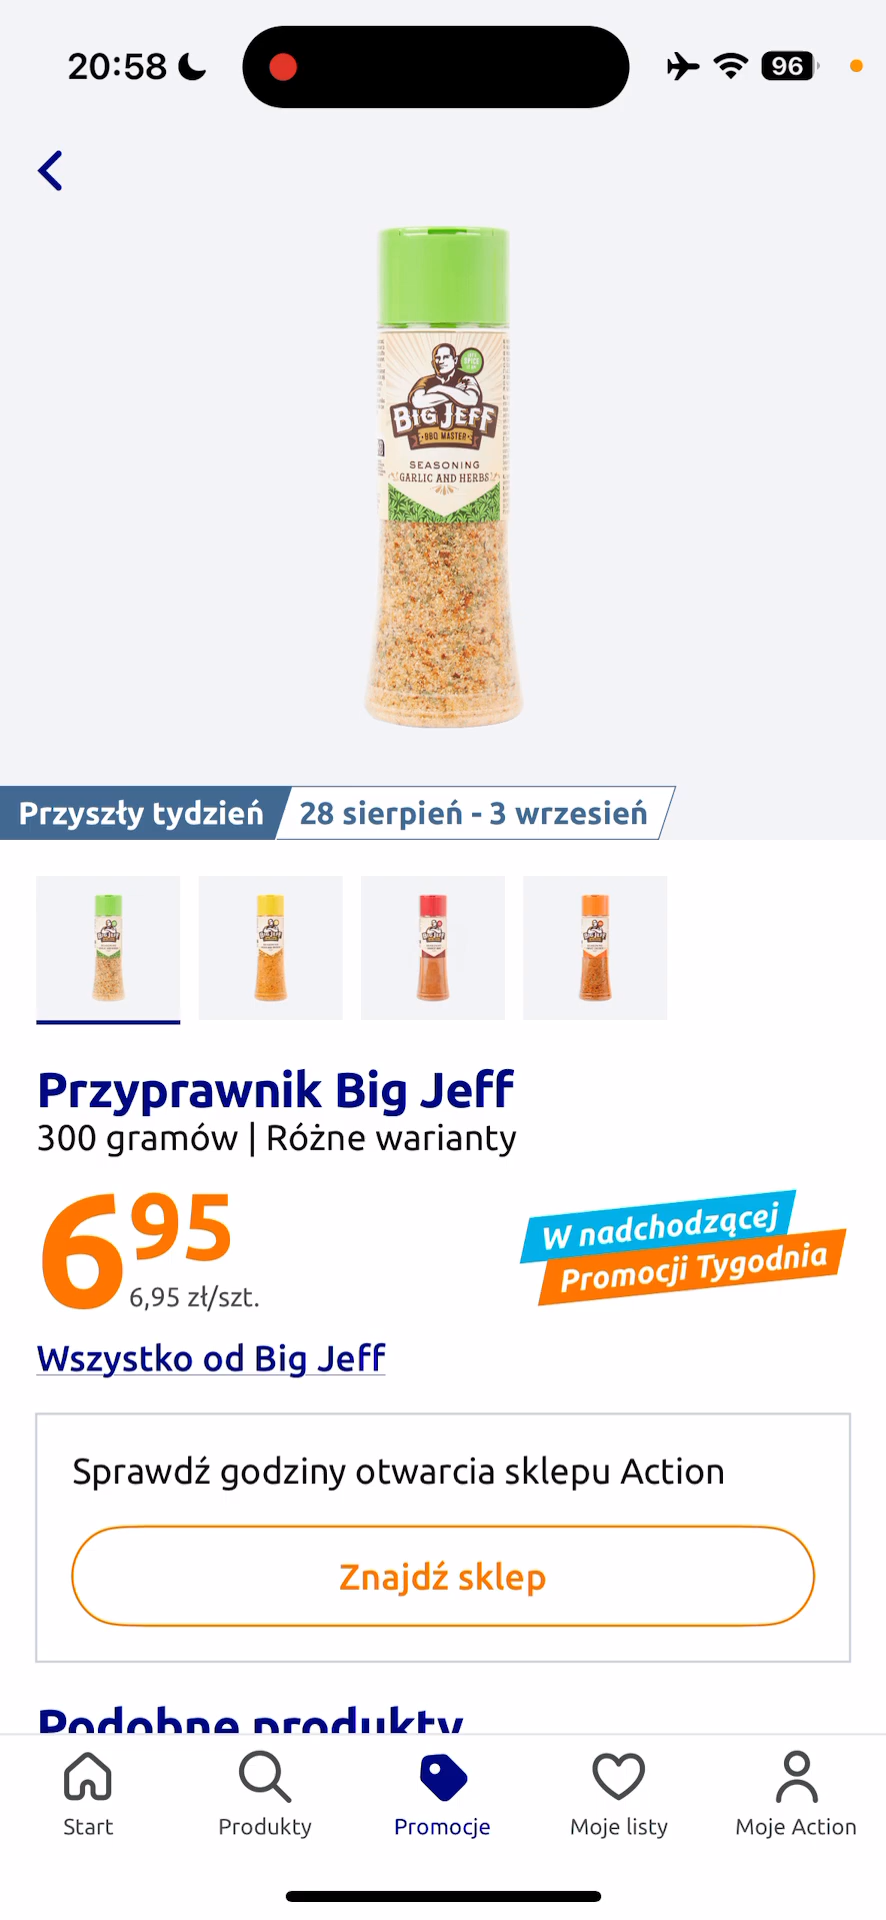 20:58
96
BIG JEFF
BBQ MASTER
SEASONING
GARLIC AND HERBS
Przyszły tydzień
28 sierpień - 3 wrzesień
Przyprawnik Big Jeff
300 gramów | Różne warianty
695
6,95 zł/szt.
W nadchodzącej
Promocji Tygodnia
Wszystko od Big Jeff
Sprawdź godziny otwarcia sklepu Action
Znajdź sklep
Podobne produkty
Start
Produkty
Promocje
Moje listy
Moje Action